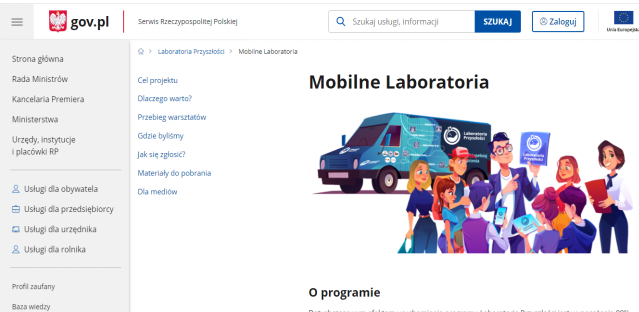 gov.pl
Serwis Rzeczypospolitej Polskiej
Szukaj usługi, informacji
SZUKAJ
Zaloguj
Unia Europejska
Strona główna
Rada Ministrów
Kancelaria Premiera
Ministerstwa
Urzędy, instytucje
i placówki RP
Usługi dla obywatela
Usługi dla przedsiębiorcy
Usługi dla urzędnika
Usługi dla rolnika
Profil zaufany
Baza wiedzy
Laboratoria Przyszłości > Mobilne Laboratoria
Cel projektu
Dlaczego warto?
Przebieg warsztatów
Gdzie byliśmy
Jak się zgłosić?
Materiały do pobrania
Dla mediów
Mobilne Laboratoria
Laboratoria
Przyszłości
Laboratoria
Przyszłości
O programie